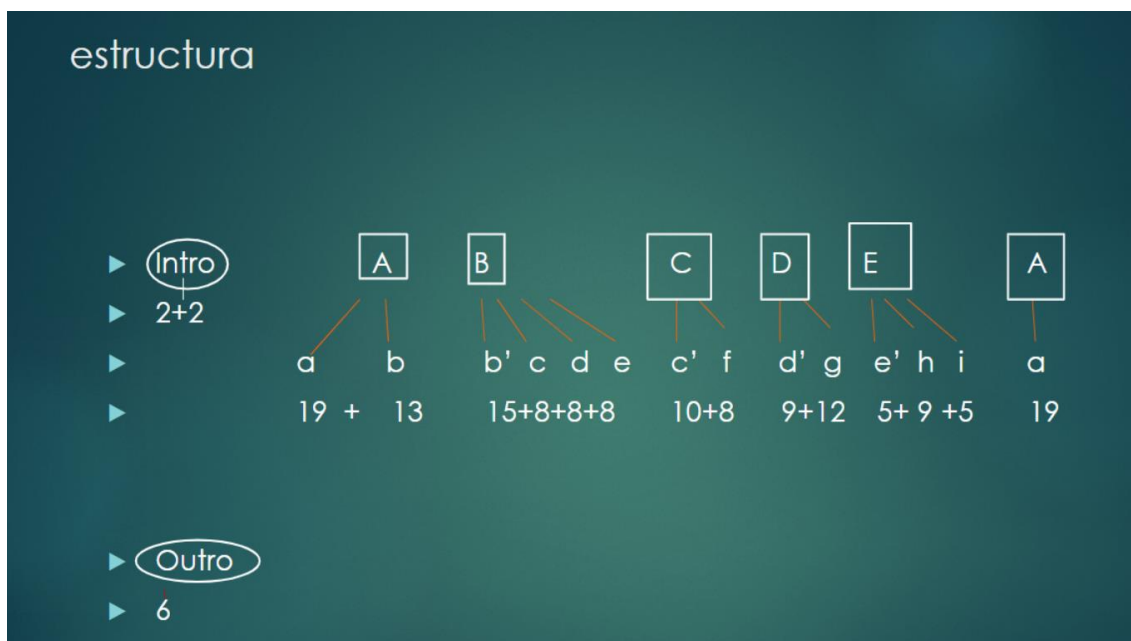 estructura
Intro A B C D E A
2+2
a b b' c d e c' f d' g e' h i a
19 + 13 15+8+8+8 10+8 9+12 5+ 9 +5 19
Outro
6